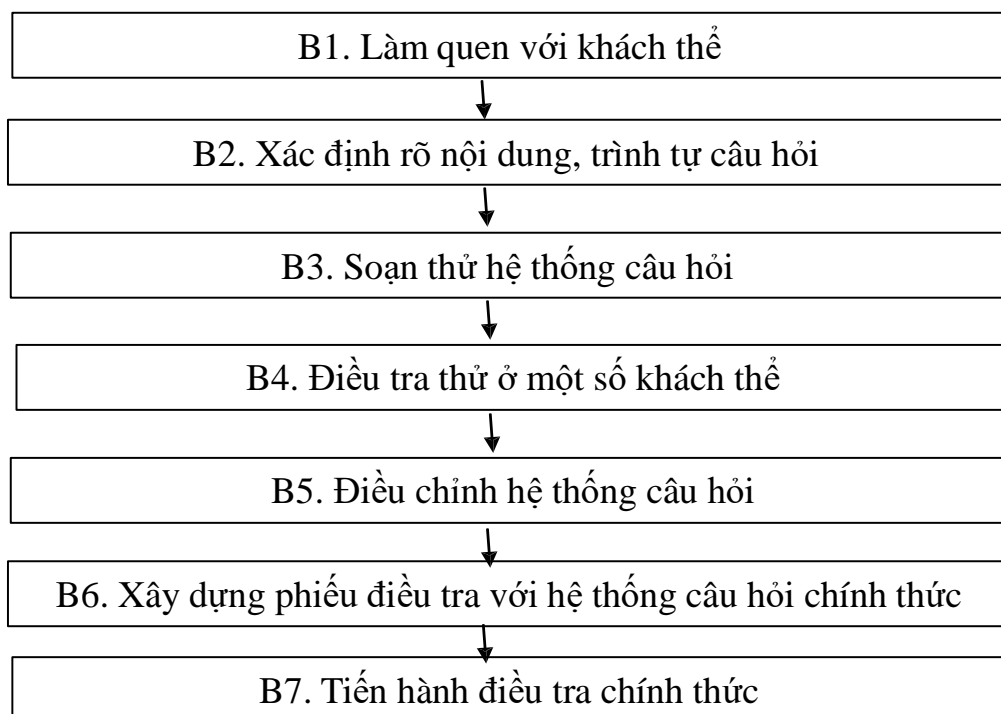 B1. Làm quen với khách thể
B2. Xác định rõ nội dung, trình tự câu hỏi
B3. Soạn thử hệ thống câu hỏi
B4. Điều tra thử ở một số khách thể
B5. Điều chỉnh hệ thống câu hỏi
B6. Xây dựng phiếu điều tra với hệ thống câu hỏi chính thức
B7. Tiến hành điều tra chính thức